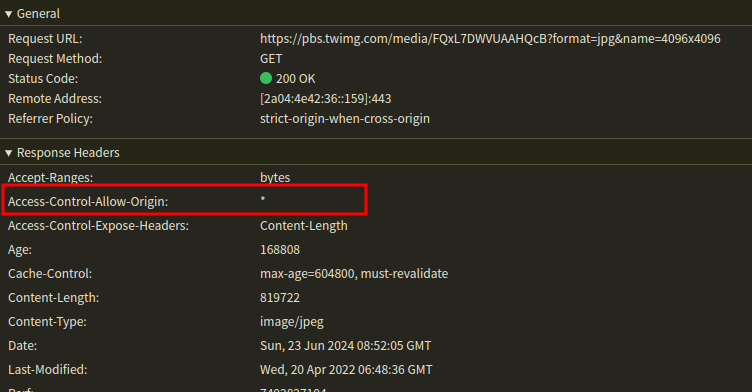 General
Request URL: https://pbs.twimg.com/media/FQxL7DWVUAAHQcB?format=jpg&name=4096x4096
Request Method: GET
Status Code: 200 OK
Remote Address: [2a04:4e42:36::159]:443
Referrer Policy: strict-origin-when-cross-origin
Response Headers
Accept-Ranges: bytes
Access-Control-Allow-Origin: *
Access-Control-Expose-Headers: Content-Length
Age: 168808
Cache-Control: max-age=604800, must-revalidate
Content-Length: 819722
Content-Type: image/jpeg
Date: Sun, 23 Jun 2024 08:52:05 GMT
Last-Modified: Wed, 20 Apr 2022 06:48:36 GMT